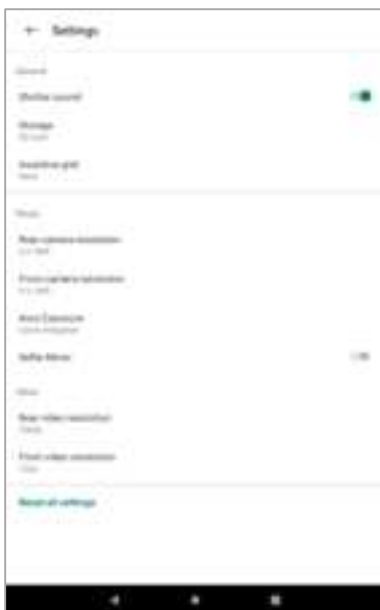 Settings
General
Shutter sound
Storage
Assistive grid
None
Rear camera resolution
Front camera resolution
Auto Exposure
Selfie Mirror
Video
Rear video resolution
Front video resolution
Reset all settings